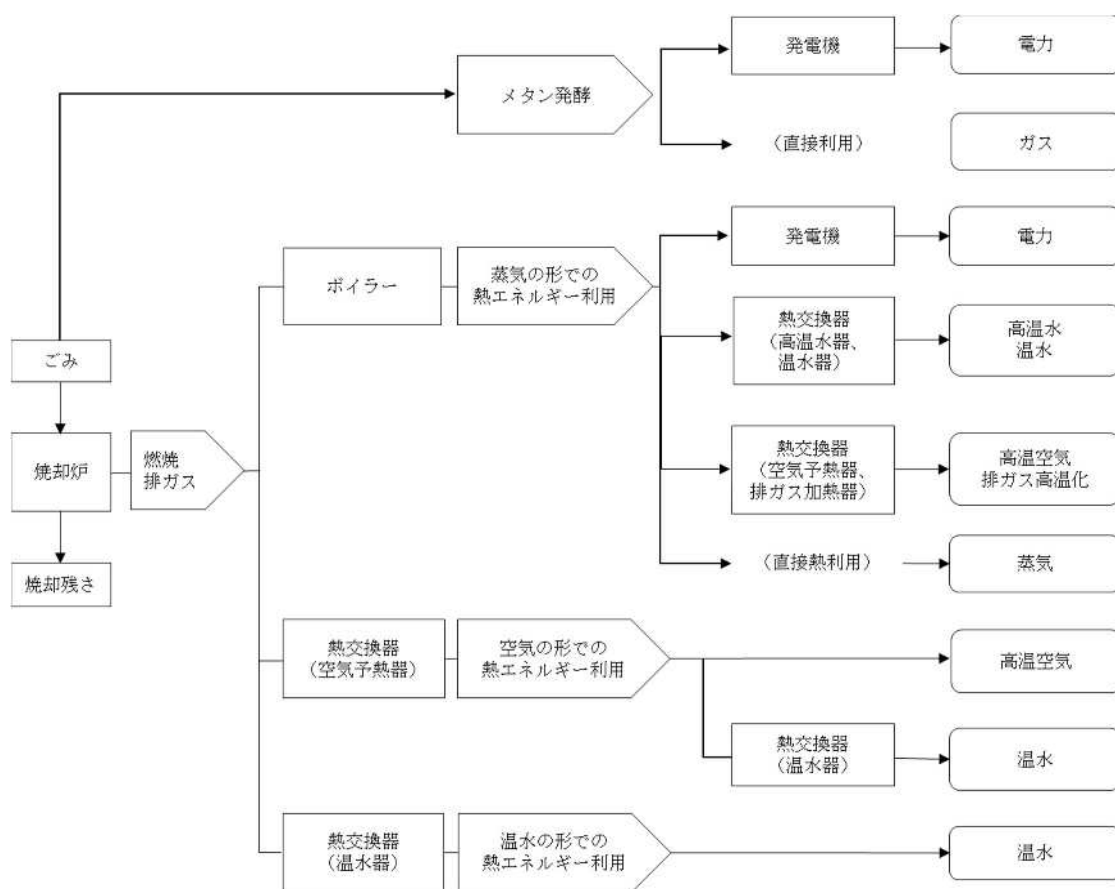 発電機
電力
メタン発酵
（直接利用）
ガス
発電機
電力
ボイラー
蒸気の形での
熱エネルギー利用
熱交換器
（高温水器、
温水器）
高温水
温水
ごみ
焼却炉
燃焼
排ガス
熱交換器
（空気予熱器、
排ガス加熱器）
高温空気
排ガス高温化
（直接熱利用）
蒸気
焼却残さ
熱交換器
（空気予熱器）
空気の形での
熱エネルギー利用
高温空気
熱交換器
（温水器）
温水
熱交換器
（温水器）
温水の形での
熱エネルギー利用
温水